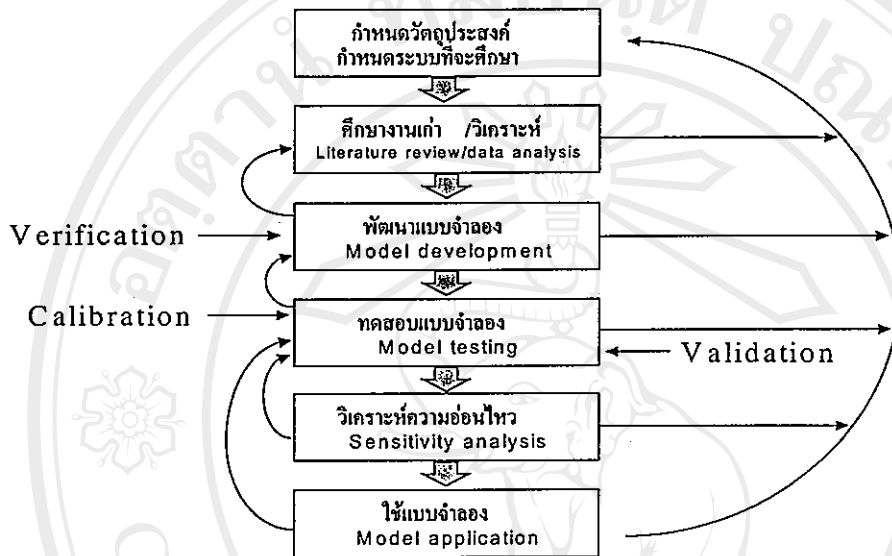 กำหนดวัตถุประสงค์
กำหนดระบบที่จะศึกษา
ศึกษางานเก่า /วิเคราะห์
Literature review/data analysis
พัฒนาแบบจำลอง
Model development
Verification
ทดสอบแบบจำลอง
Model testing
Calibration
Validation
วิเคราะห์ความอ่อนไหว
Sensitivity analysis
ใช้แบบจำลอง
Model application